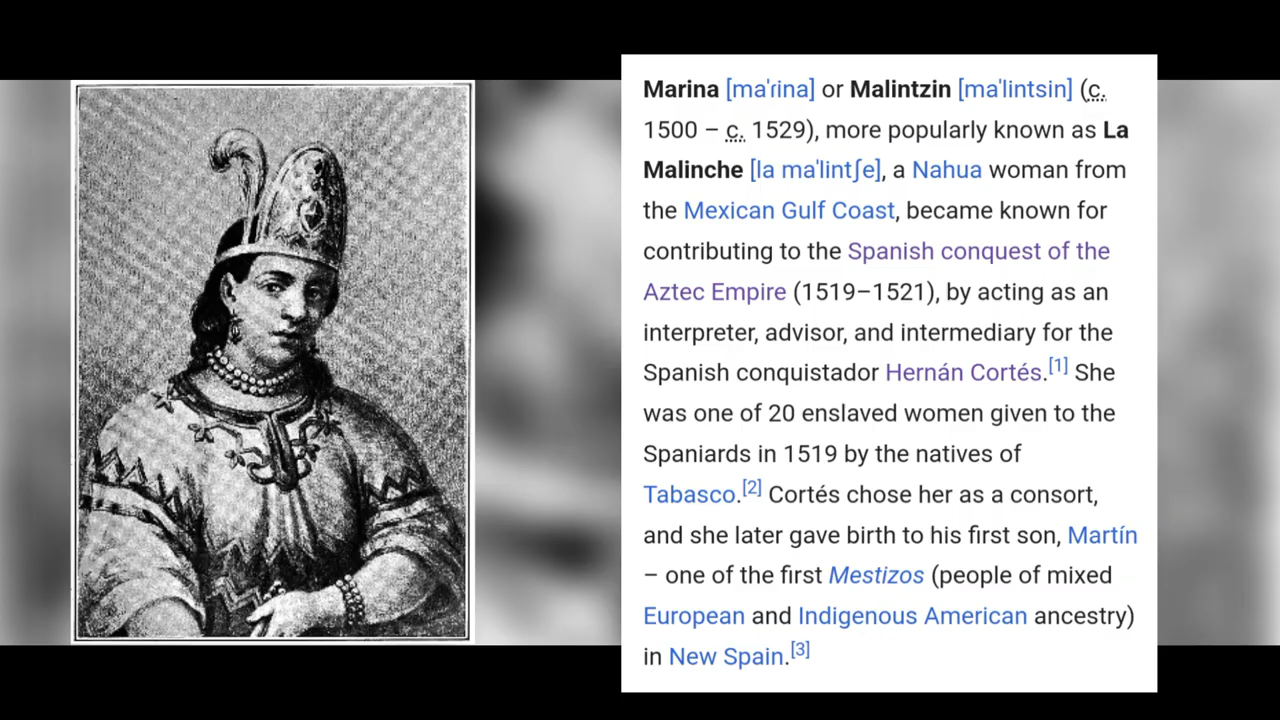 Marina [maˈɾina] or Malintzin [maˈlintsin] (c.
1500 – c. 1529), more popularly known as La
Malinche [la maˈlintʃe], a Nahua woman from
the Mexican Gulf Coast, became known for
contributing to the Spanish conquest of the
Aztec Empire (1519–1521), by acting as an
interpreter, advisor, and intermediary for the
Spanish conquistador Hernán Cortés.[1] She
was one of 20 enslaved women given to the
Spaniards in 1519 by the natives of
Tabasco.[2] Cortés chose her as a consort,
and she later gave birth to his first son, Martín
– one of the first Mestizos (people of mixed
European and Indigenous American ancestry)
in New Spain.[3]